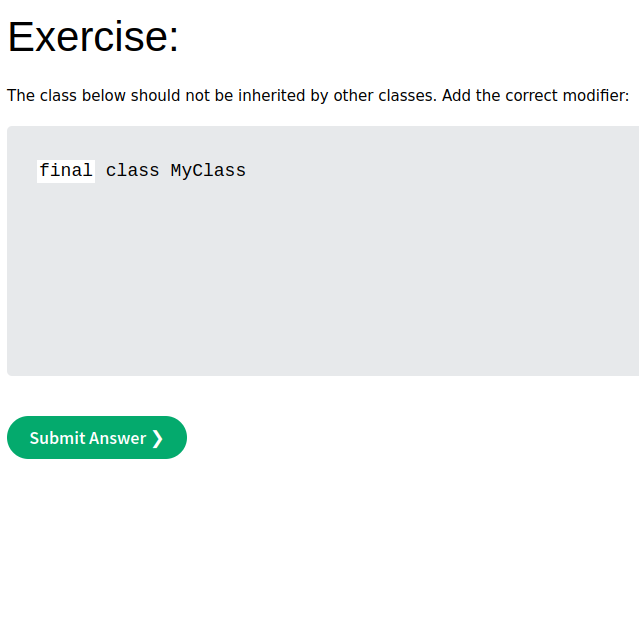 Exercise:
The class below should not be inherited by other classes. Add the correct modifier:
final class MyClass
Submit Answer ❯